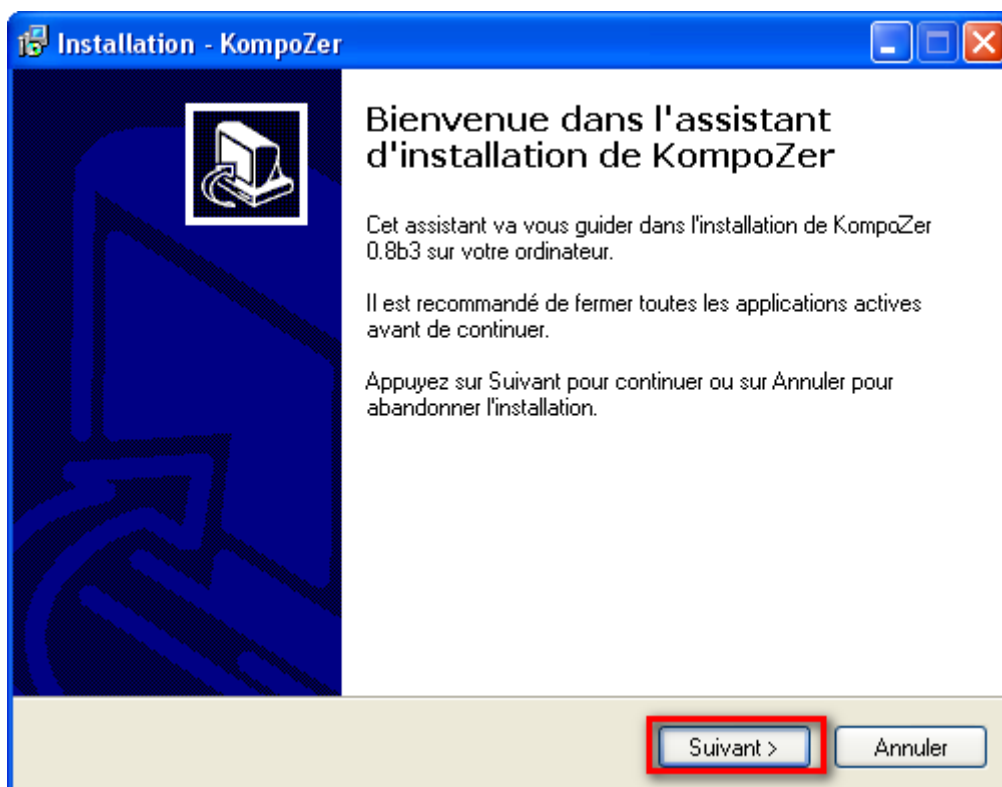 Installation - KompoZer
Bienvenue dans l'assistant
d'installation de KompoZer
Cet assistant va vous guider dans l'installation de KompoZer
0.8b3 sur votre ordinateur.
Il est recommandé de fermer toutes les applications actives
avant de continuer.
Appuyez sur Suivant pour continuer ou sur Annuler pour
abandonner l'installation.
Suivant > Annuler